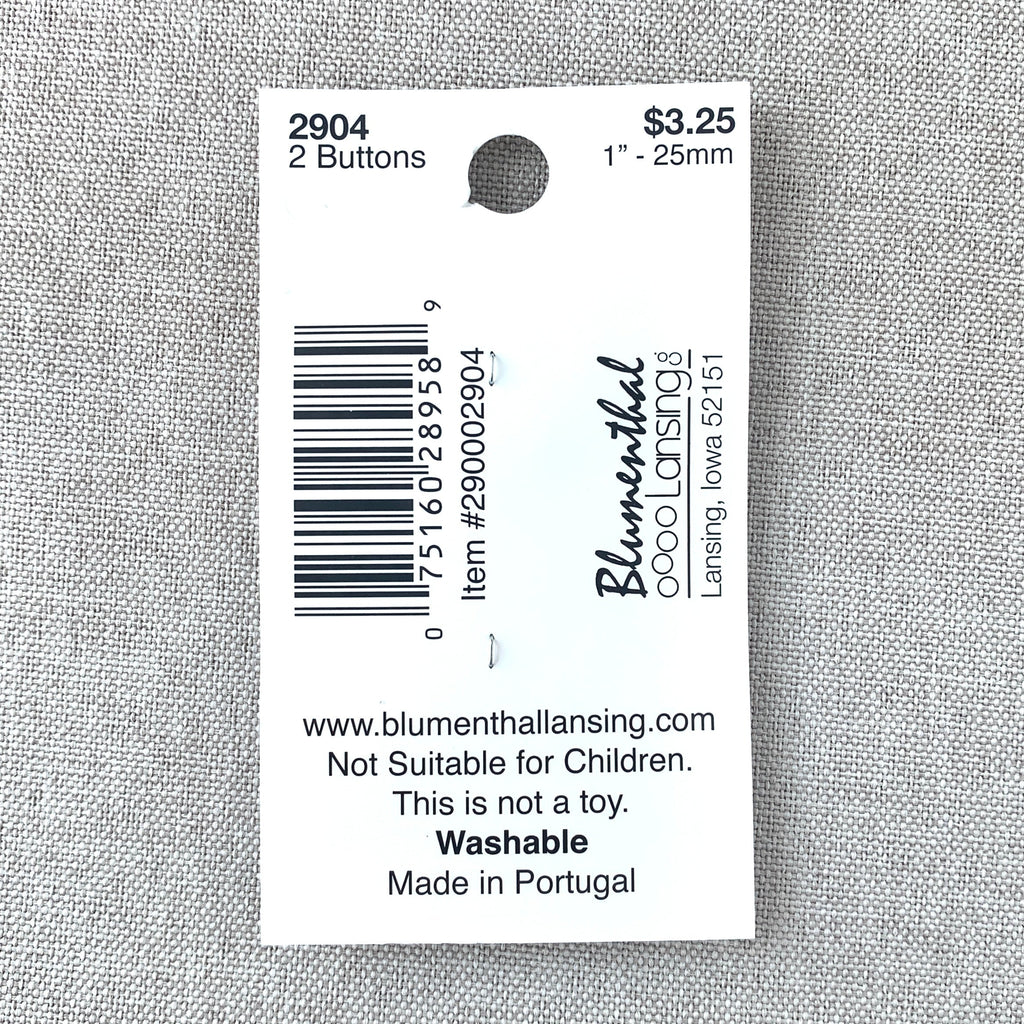 2904
2 Buttons
$3.25
1” - 25mm
0 75160 28958 9
Item #290002904
Blumenthal
Lansing
Lansing, Iowa 52151
www.blumenthallansing.com
Not Suitable for Children.
This is not a toy.
Washable
Made in Portugal